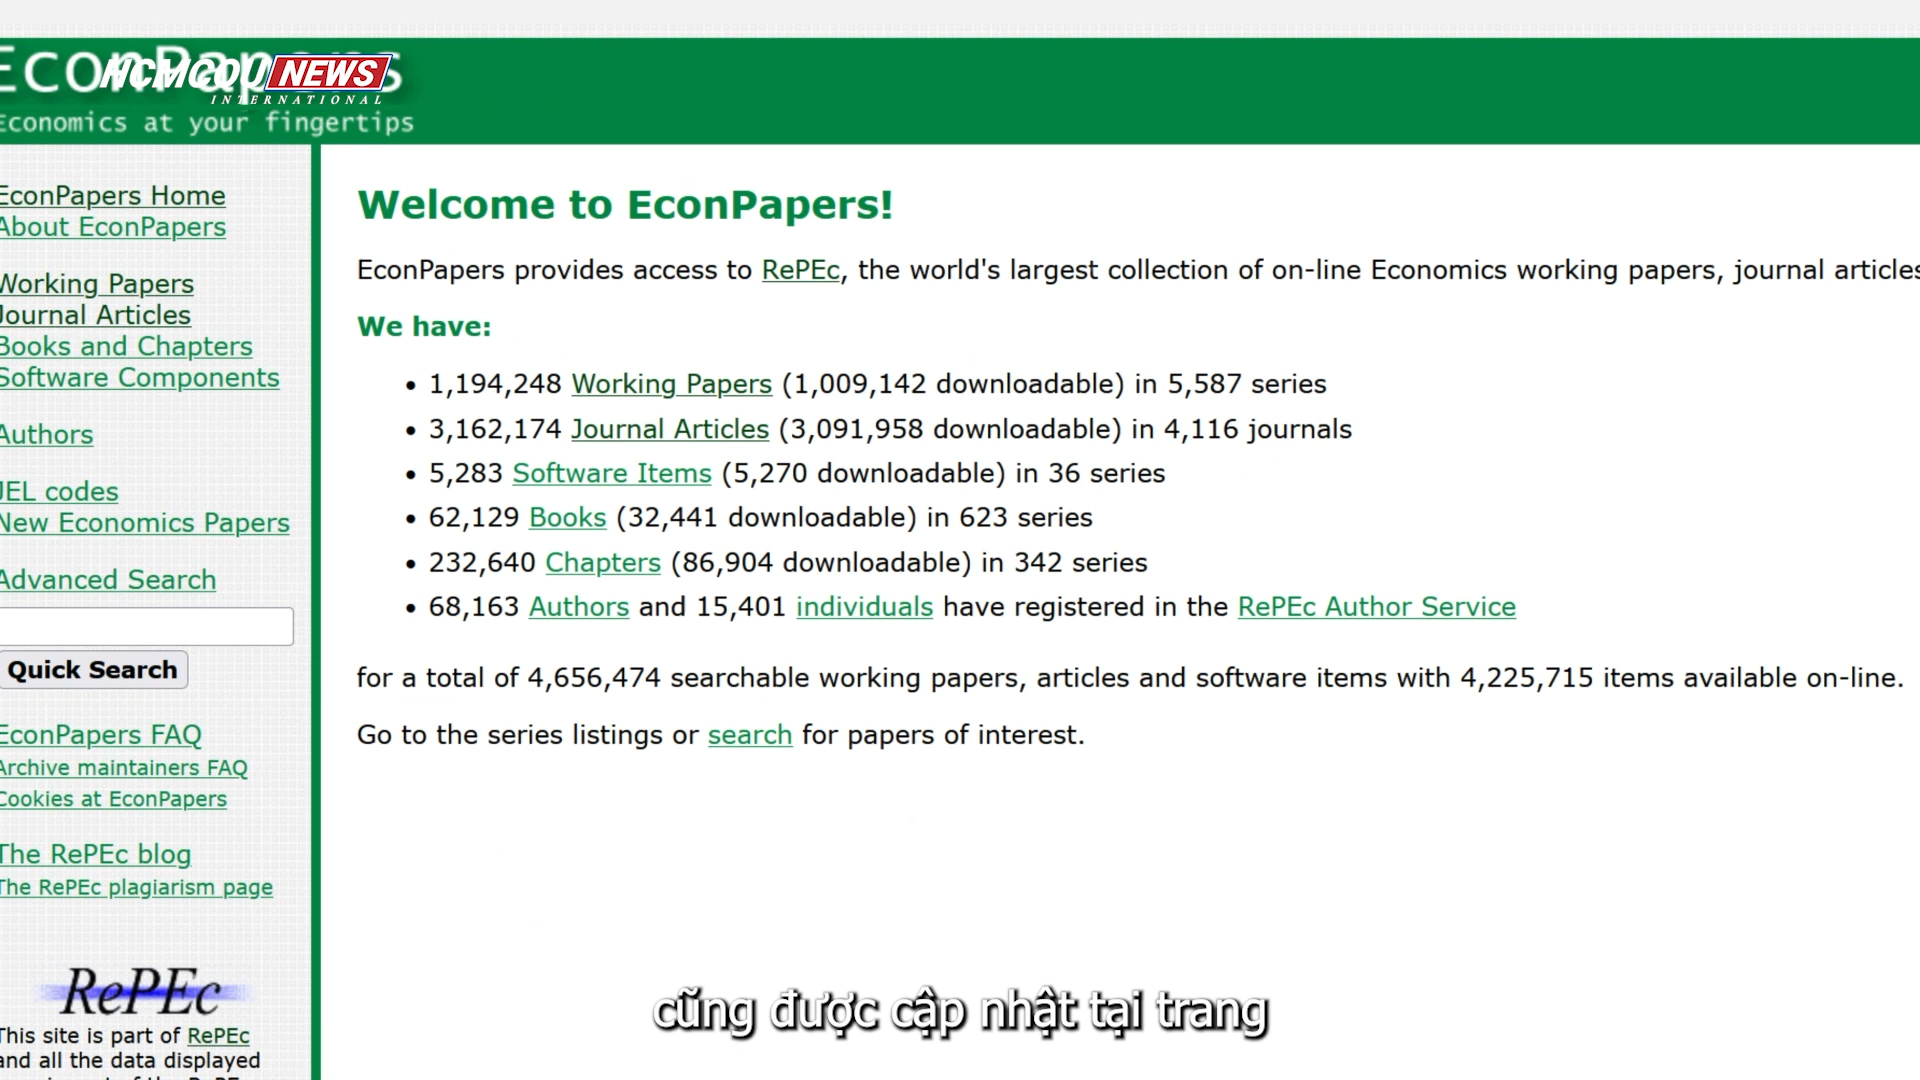 EconPapers
HCMCOU NEWS
INTERNATIONAL
Economics at your fingertips
EconPapers Home
About EconPapers
Working Papers
Journal Articles
Books and Chapters
Software Components
Authors
JEL codes
New Economics Papers
Advanced Search
Quick Search
EconPapers FAQ
Archive maintainers FAQ
Cookies at EconPapers
The RePEc blog
The RePEc plagiarism page
RePEc
This site is part of RePEc
and all the data displayed
Welcome to EconPapers!
EconPapers provides access to RePEc, the world's largest collection of on-line Economics working papers, journal articles
We have:
• 1,194,248 Working Papers (1,009,142 downloadable) in 5,587 series
• 3,162,174 Journal Articles (3,091,958 downloadable) in 4,116 journals
• 5,283 Software Items (5,270 downloadable) in 36 series
• 62,129 Books (32,441 downloadable) in 623 series
• 232,640 Chapters (86,904 downloadable) in 342 series
• 68,163 Authors and 15,401 individuals have registered in the RePEc Author Service
for a total of 4,656,474 searchable working papers, articles and software items with 4,225,715 items available on-line.
Go to the series listings or search for papers of interest.
cũng được cập nhật tại trang